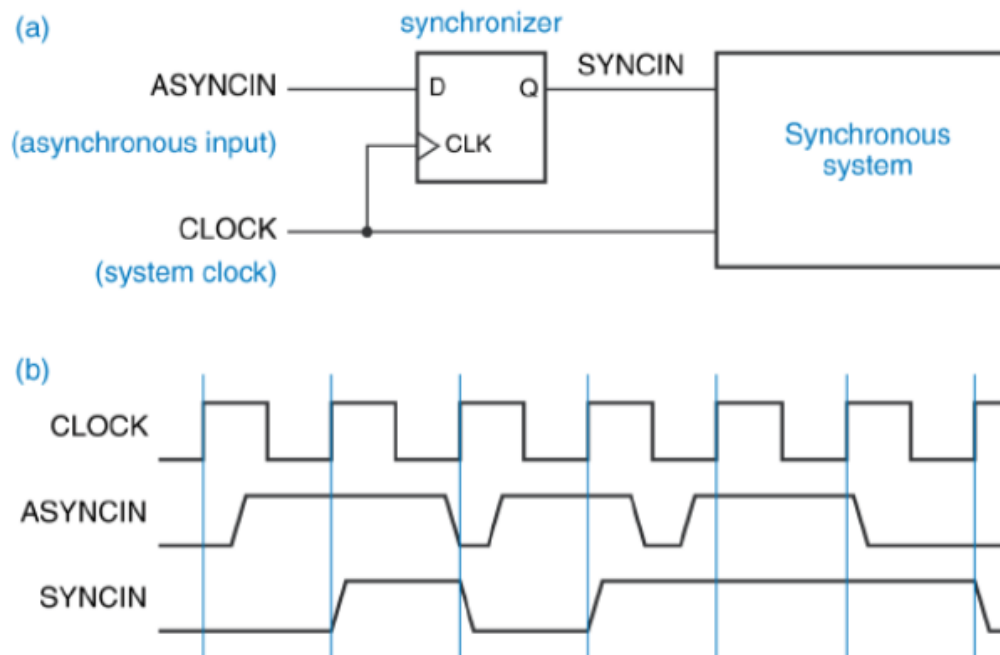 (a)
synchronizer
ASYNCIN
D
Q
SYNCIN
(asynchronous input)
CLK
Synchronous
system
CLOCK
(system clock)
(b)
CLOCK
ASYNCIN
SYNCIN